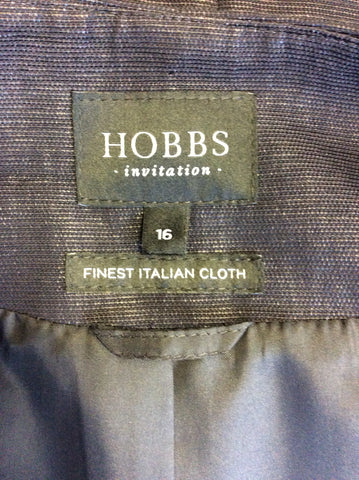 HOBBS
· invitation ·
16
FINEST ITALIAN CLOTH